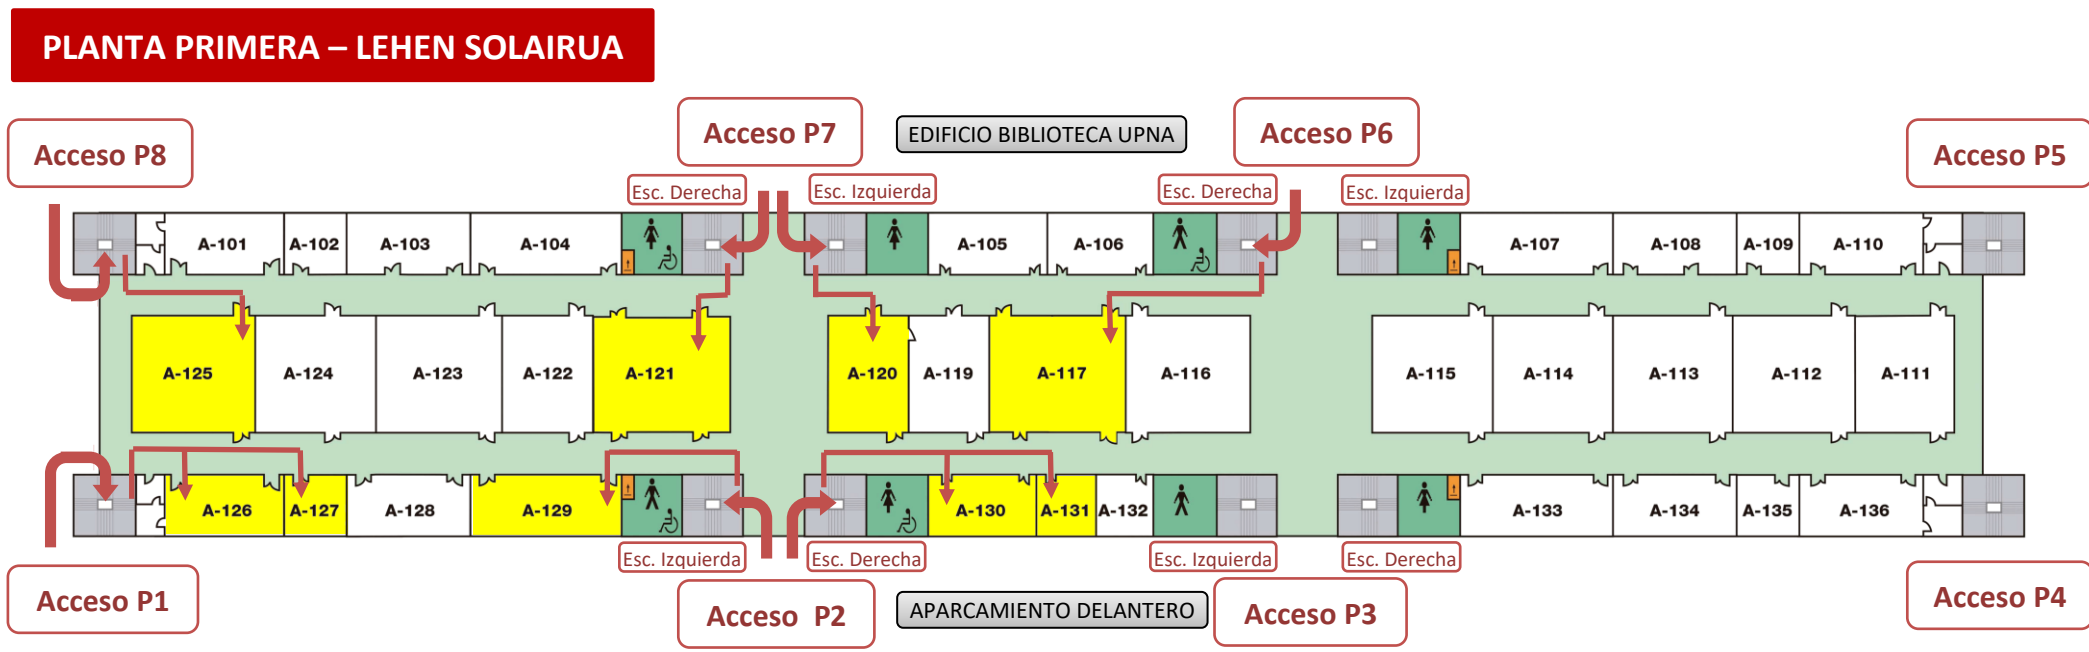 PLANTA PRIMERA – LEHEN SOLAIRUA
Acceso P8
Acceso P7
EDIFICIO BIBLIOTECA UPNA
Acceso P6
Acceso P5
Esc. Derecha
Esc. Izquierda
Esc. Derecha
Esc. Izquierda
A-101
A-102
A-103
A-104
A-105
A-106
A-107
A-108
A-109
A-110
A-125
A-124
A-123
A-122
A-121
A-120
A-119
A-117
A-116
A-115
A-114
A-113
A-112
A-111
A-126
A-127
A-128
A-129
A-130
A-131
A-132
A-133
A-134
A-135
A-136
Esc. Izquierda
Esc. Derecha
Esc. Izquierda
Esc. Derecha
Acceso P1
Acceso P2
APARCAMIENTO DELANTERO
Acceso P3
Acceso P4